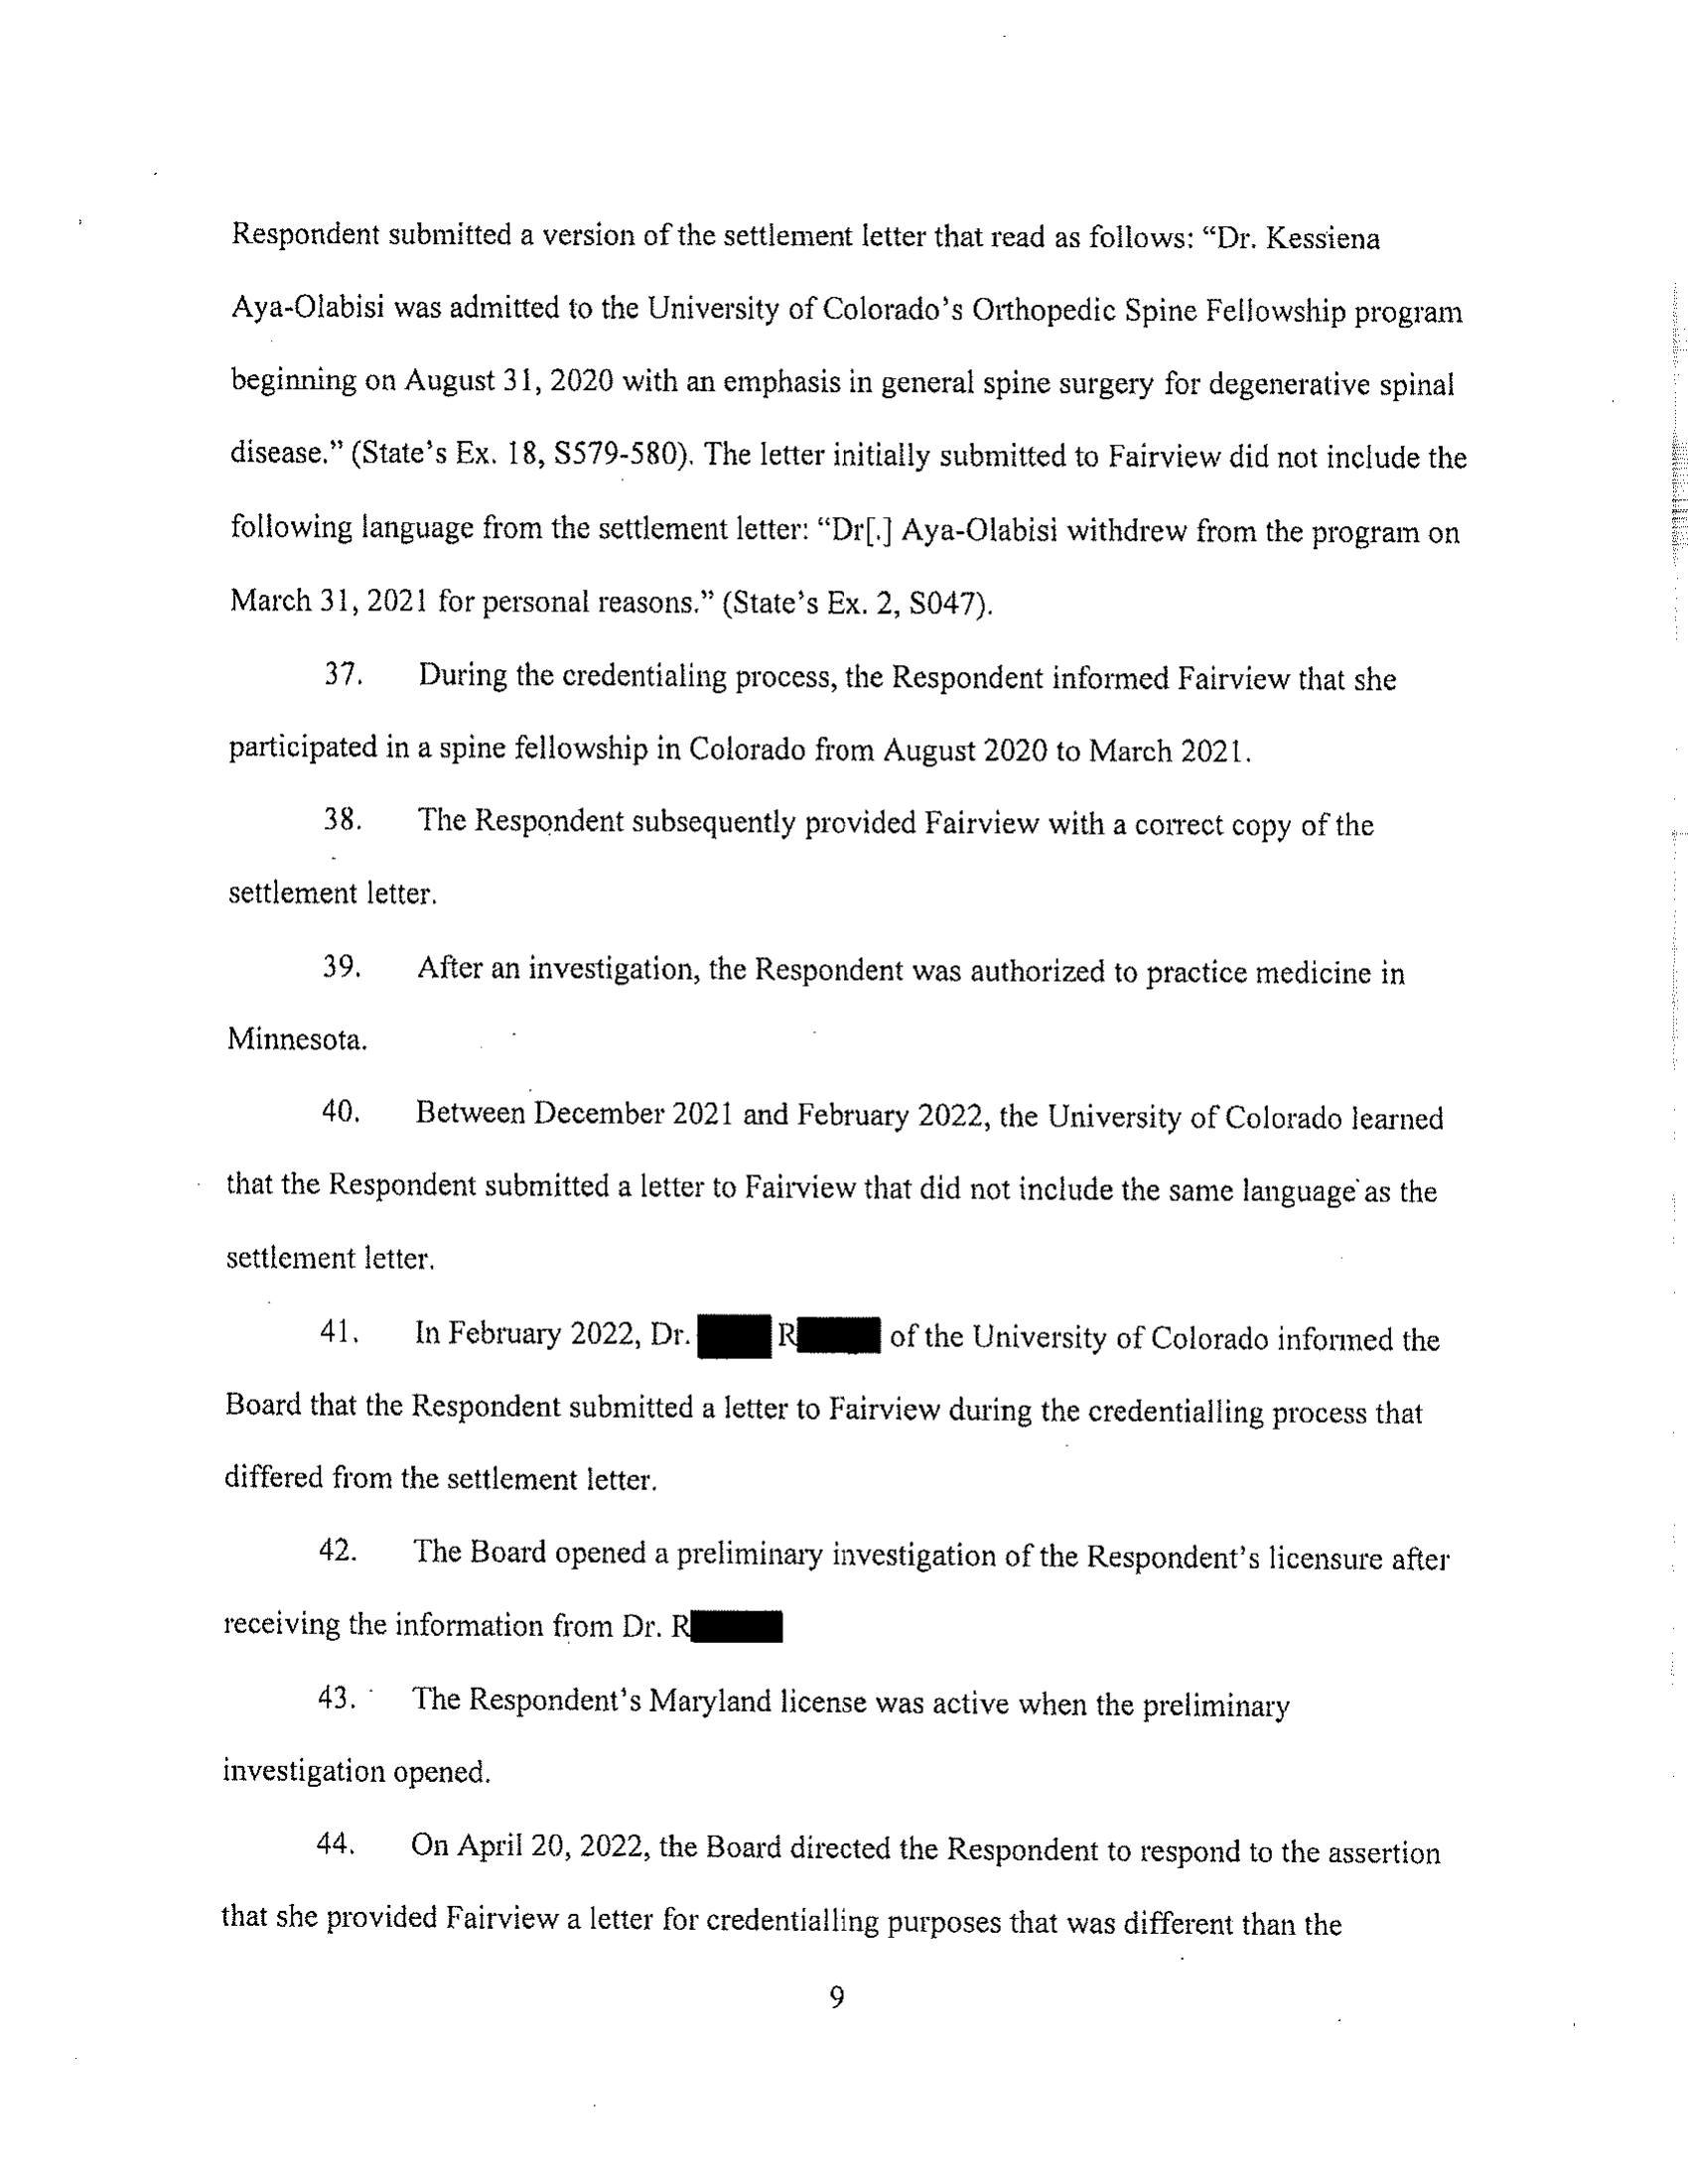 Respondent submitted a version of the settlement letter that read as follows: “Dr. Kessiena
Aya-Olabisi was admitted to the University of Colorado’s Orthopedic Spine Fellowship program
beginning on August 31, 2020 with an emphasis in general spine surgery for degenerative spinal
disease.” (State’s Ex. 18, S579-580). The letter initially submitted to Fairview did not include the
following language from the settlement letter: “Dr[.] Aya-Olabisi withdrew from the program on
March 31, 2021 for personal reasons.” (State’s Ex. 2, S047).
37. During the credentialing process, the Respondent informed Fairview that she
participated in a spine fellowship in Colorado from August 2020 to March 2021.
38. The Respondent subsequently provided Fairview with a correct copy of the
settlement letter.
39. After an investigation, the Respondent was authorized to practice medicine in
Minnesota.
40. Between December 2021 and February 2022, the University of Colorado learned
that the Respondent submitted a letter to Fairview that did not include the same language as the
settlement letter.
41. In February 2022, Dr. R of the University of Colorado informed the
Board that the Respondent submitted a letter to Fairview during the credentialling process that
differed from the settlement letter.
42. The Board opened a preliminary investigation of the Respondent’s licensure after
receiving the information from Dr. R
43. The Respondent’s Maryland license was active when the preliminary
investigation opened.
44. On April 20, 2022, the Board directed the Respondent to respond to the assertion
that she provided Fairview a letter for credentialling purposes that was different than the
9